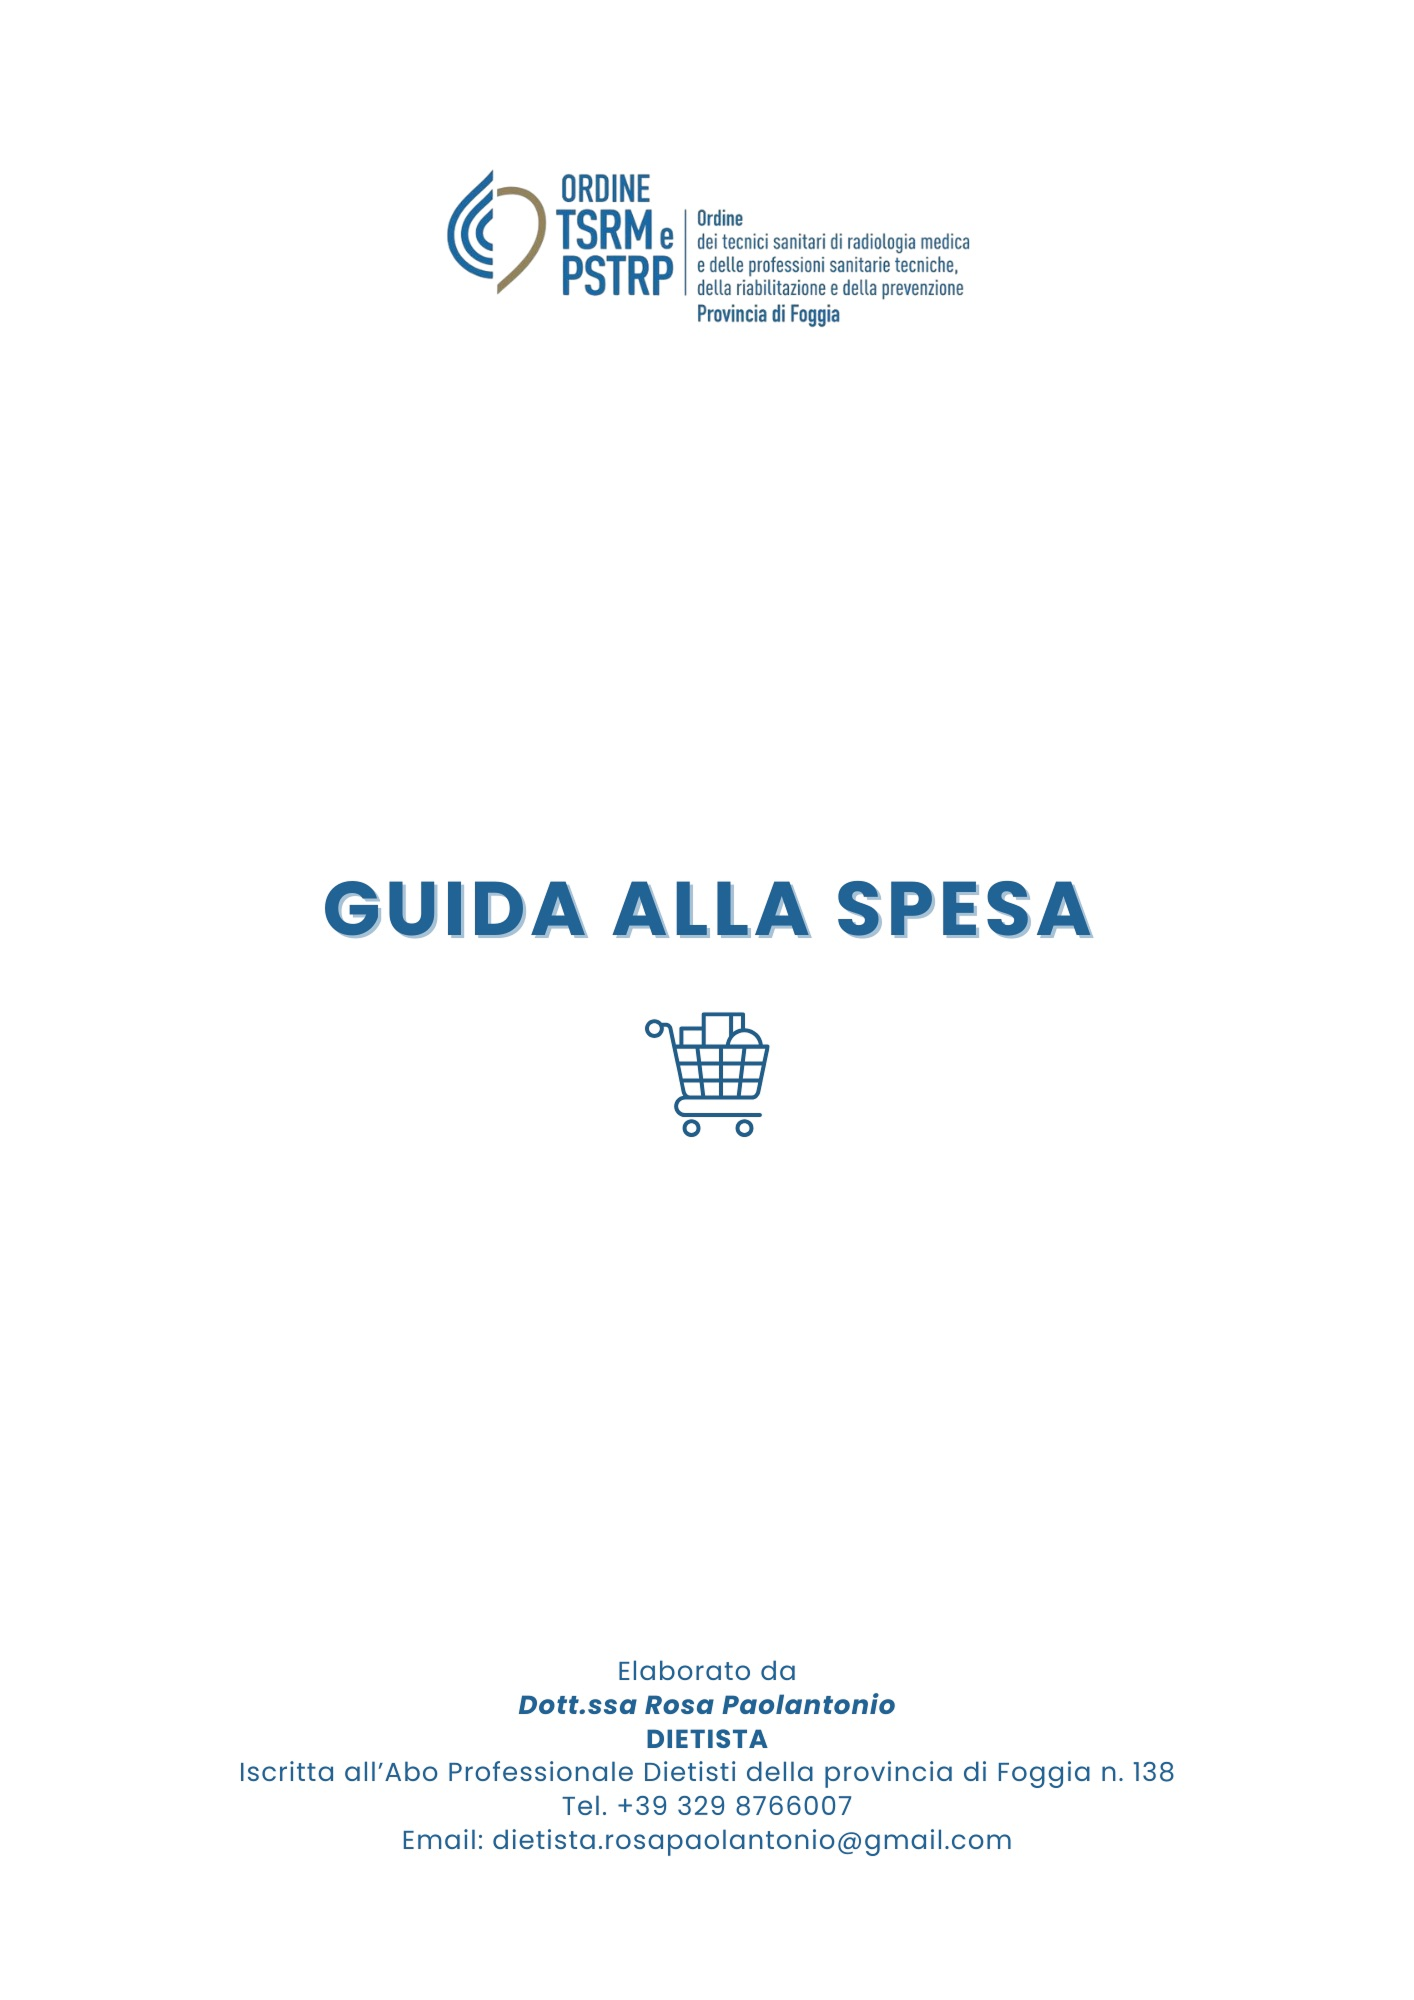 ORDINE
TSRM e
PSTRP
Ordine
dei tecnici sanitari di radiologia medica
e delle professioni sanitarie tecniche,
della riabilitazione e della prevenzione
Provincia di Foggia
GUIDA ALLA SPESA
Elaborato da
Dott.ssa Rosa Paolantonio
DIETISTA
Iscritta all’Abo Professionale Dietisti della provincia di Foggia n. 138
Tel. +39 329 8766007
Email: dietista.rosapaolantonio@gmail.com